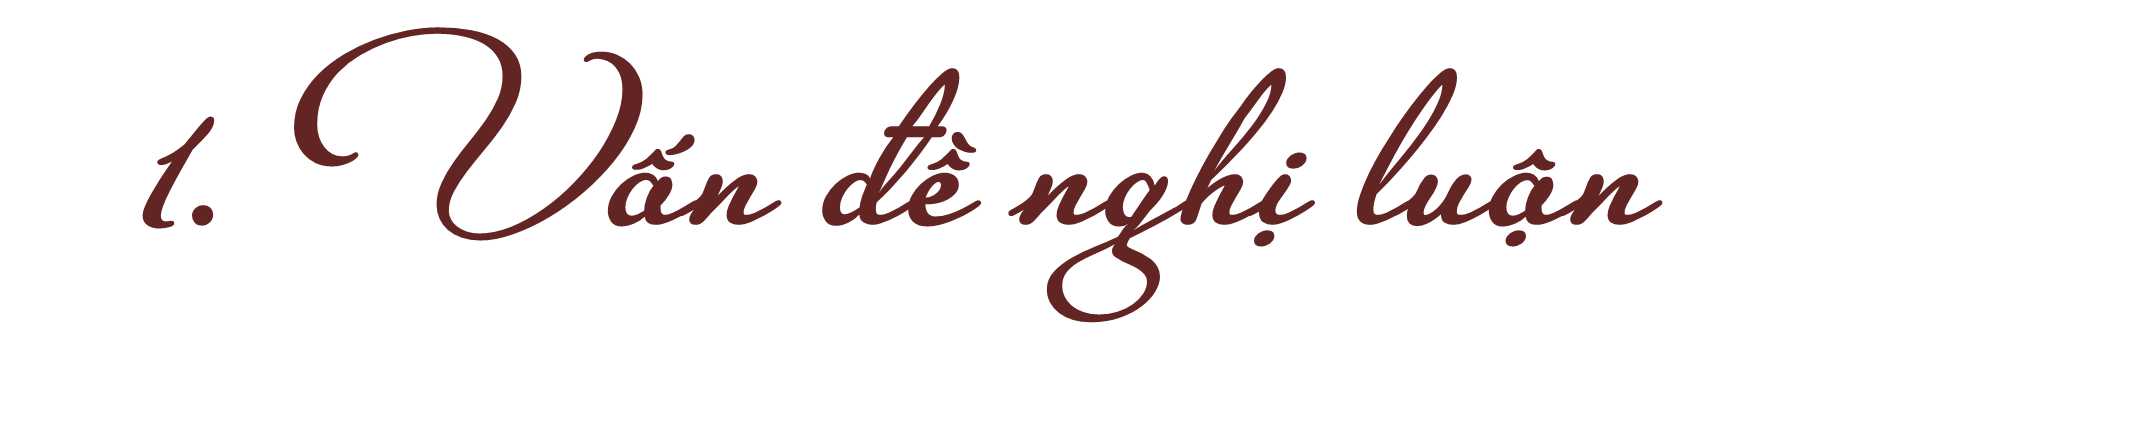 1. Vấn đề nghị luận